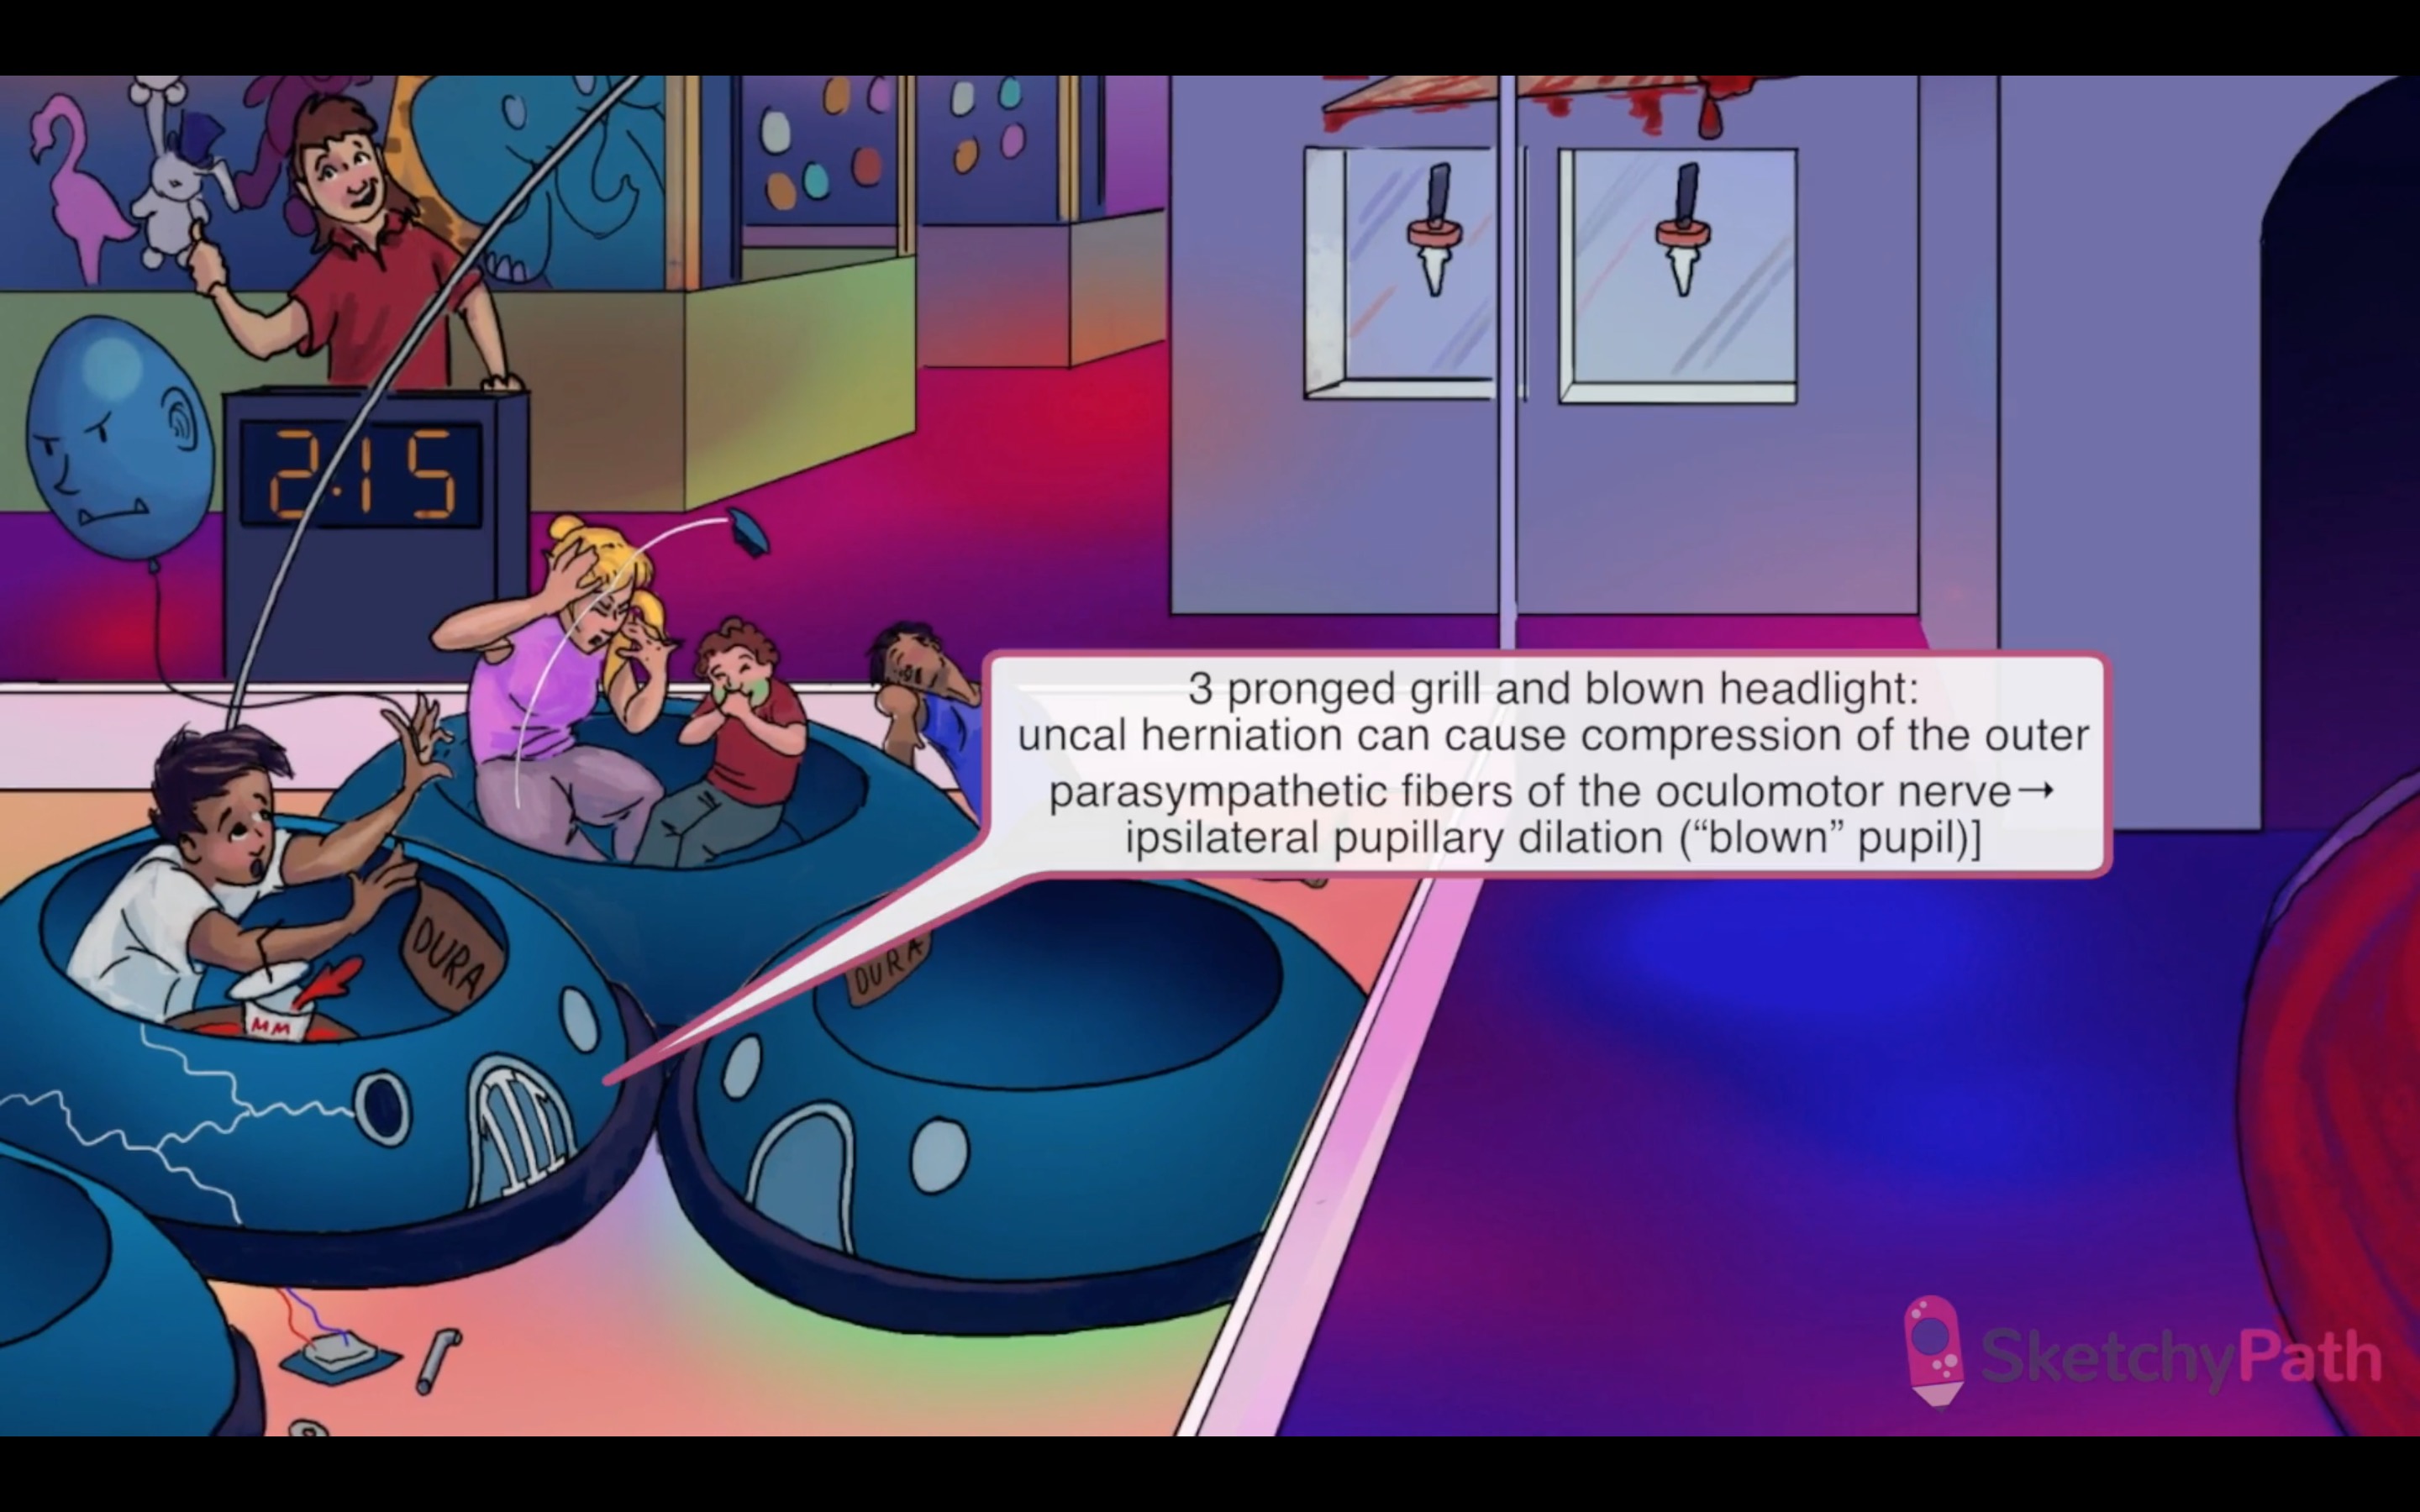 2:15
3 pronged grill and blown headlight:
uncal herniation can cause compression of the outer
parasympathetic fibers of the oculomotor nerve→
ipsilateral pupillary dilation (“blown” pupil)]
DURA
DURA
MM
SketchyPath